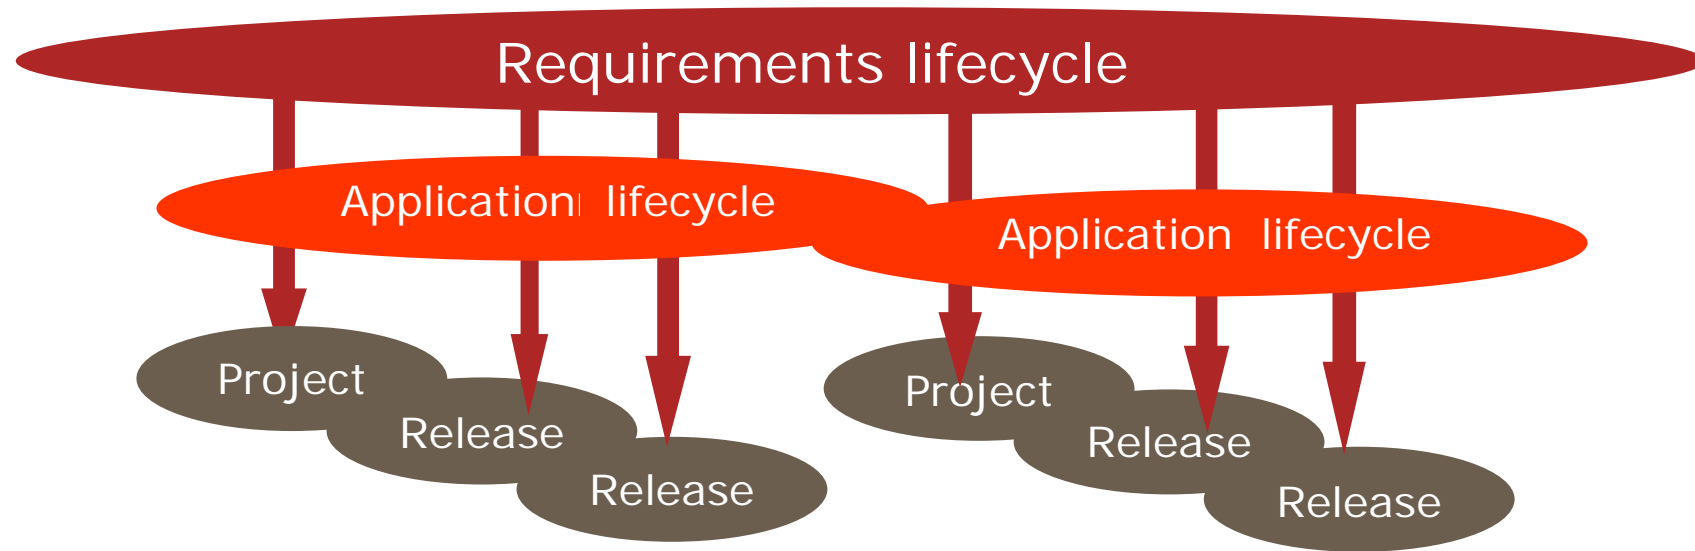 Requirements lifecycle
Application lifecycle
Application lifecycle
Project
Release
Release
Project
Release
Release